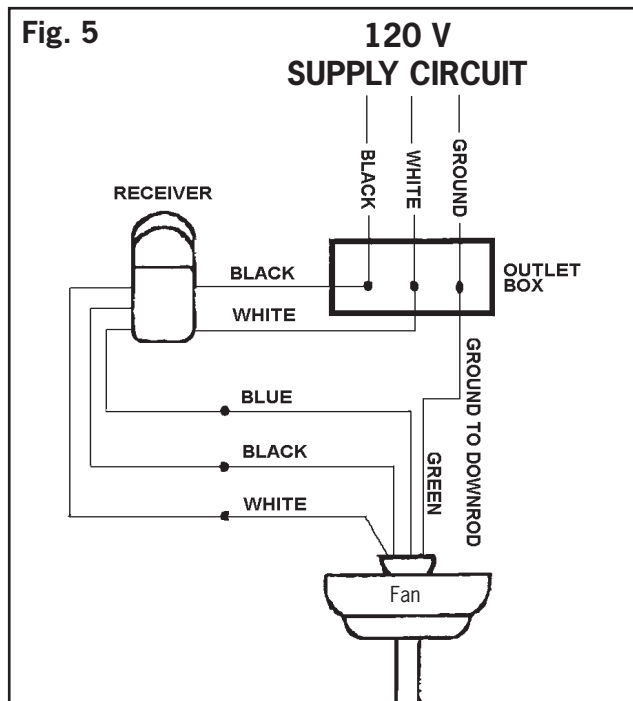 Fig. 5
120 V
SUPPLY CIRCUIT
BLACK
WHITE
GROUND
RECEIVER
BLACK
OUTLET
BOX
WHITE
BLUE
BLACK
WHITE
GREEN
GROUND TO DOWNROD
Fan